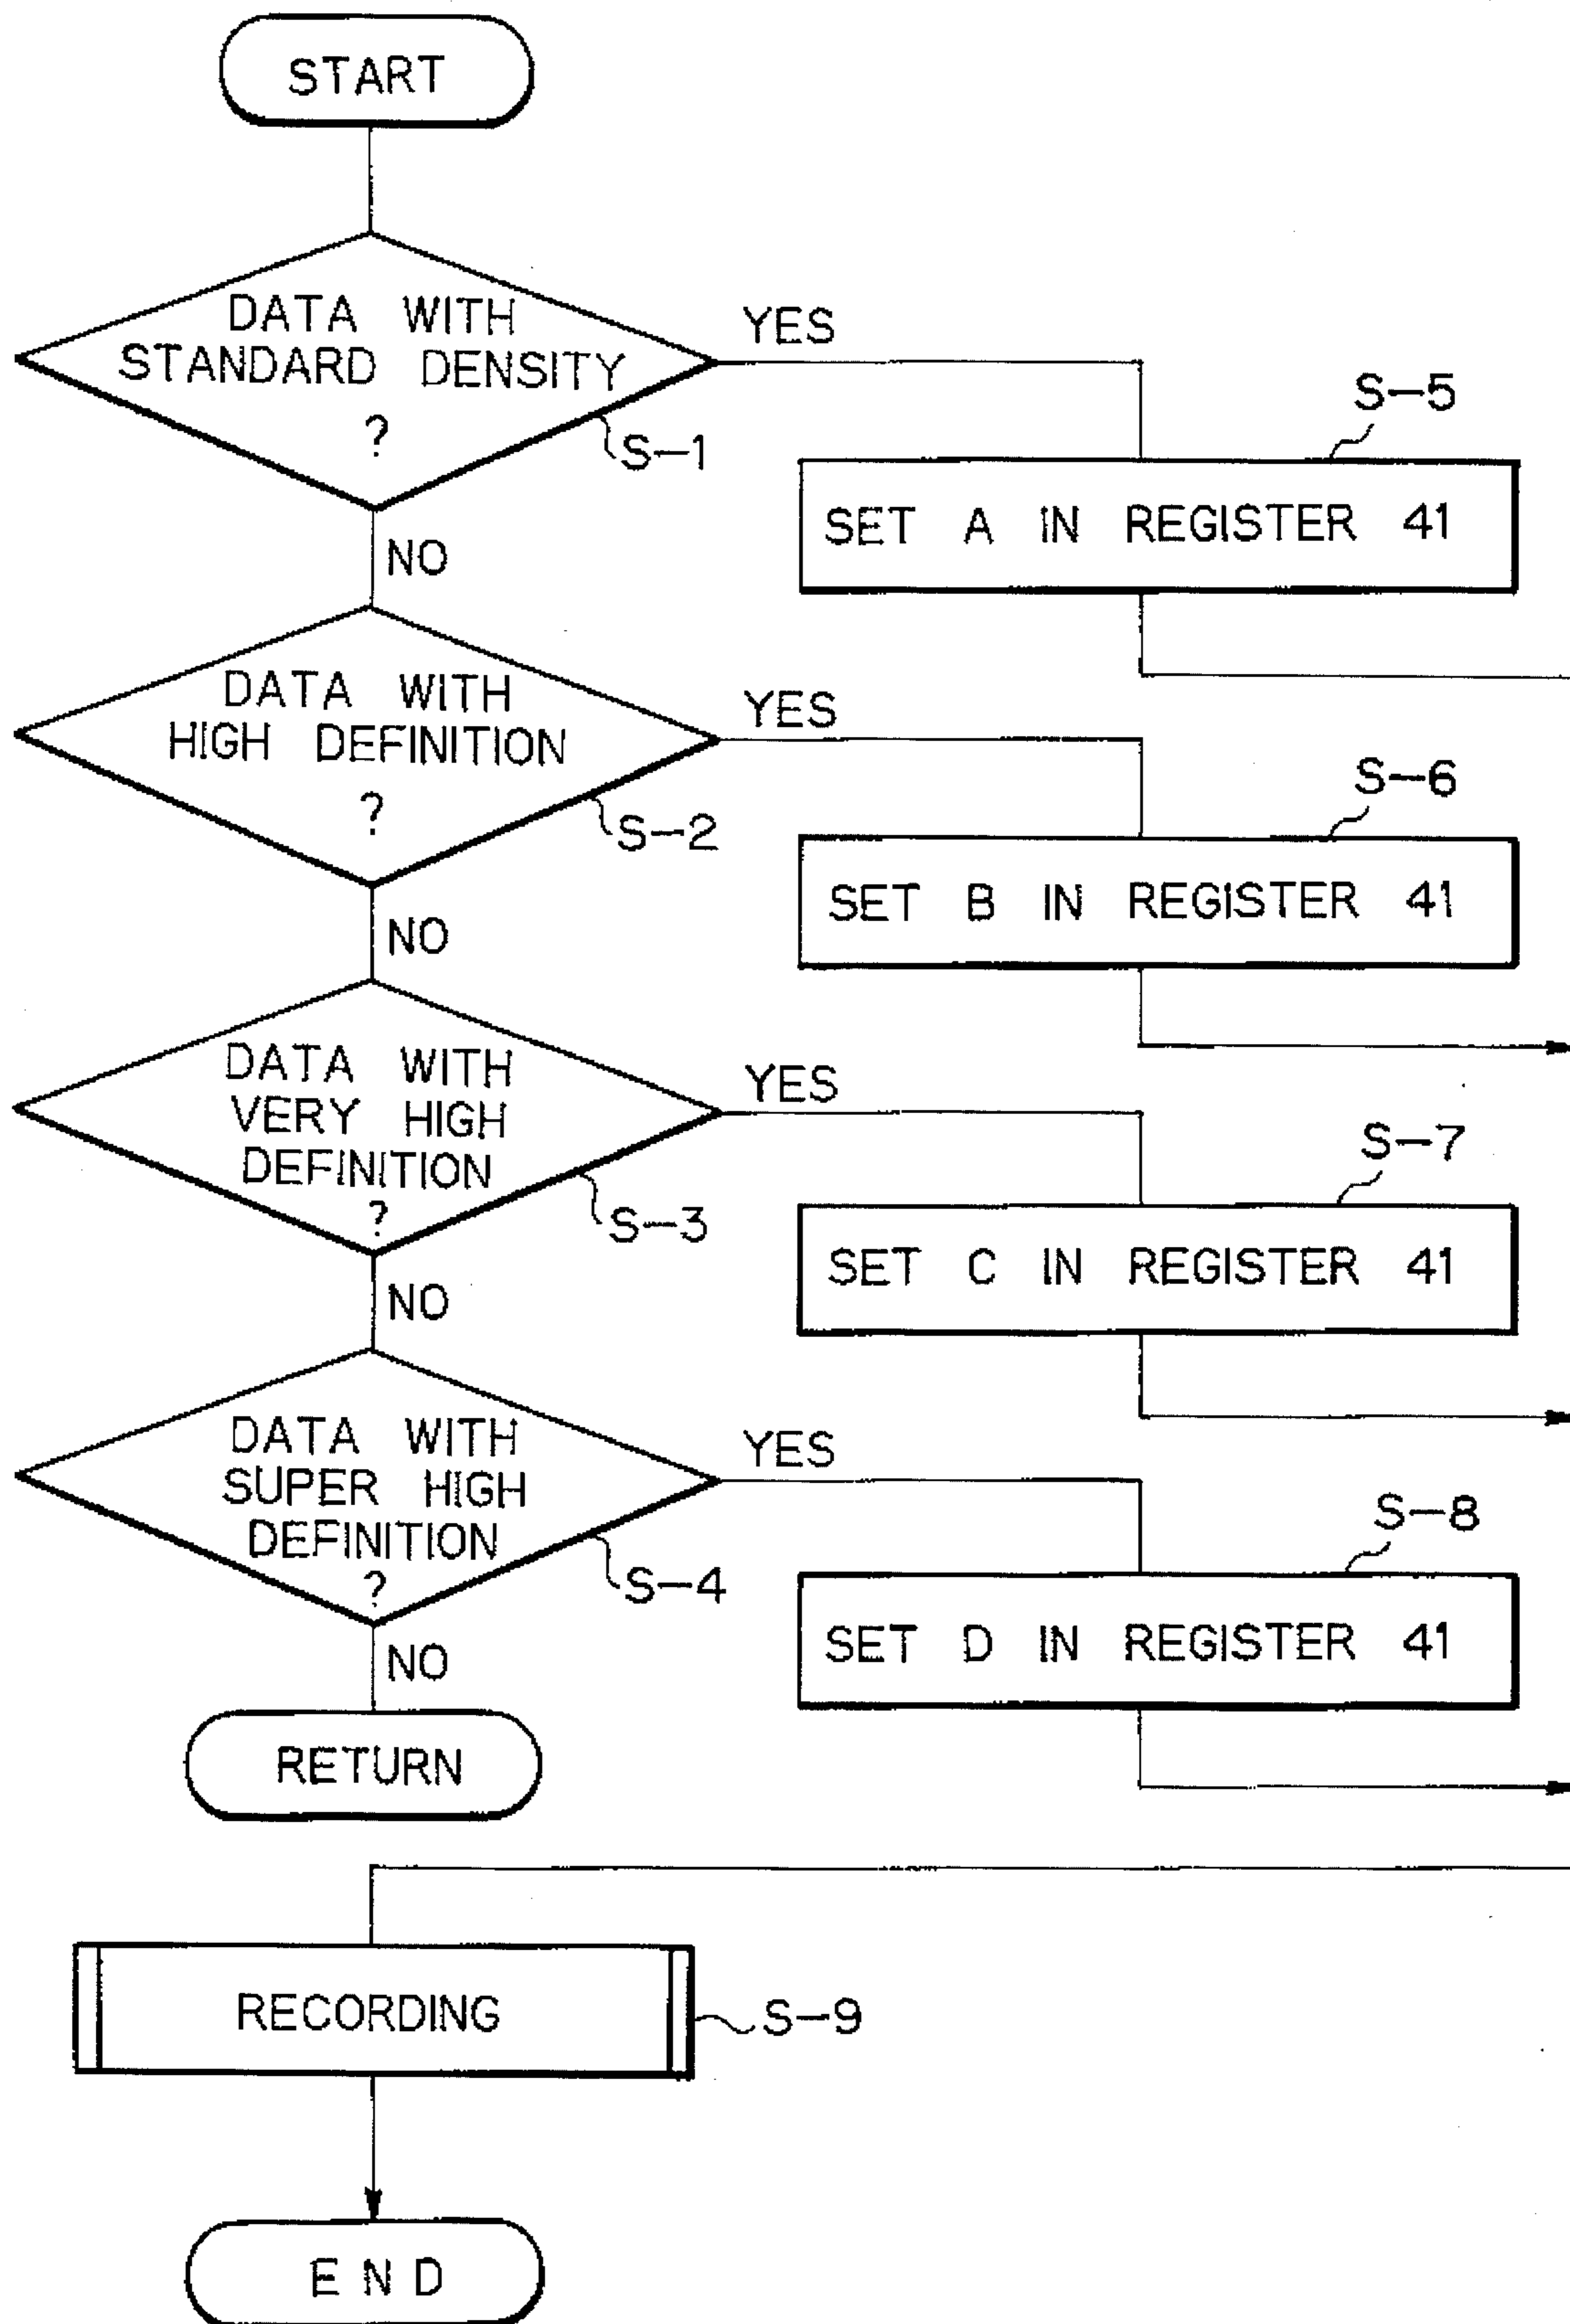 START
DATA WITH
STANDARD DENSITY
?
S-1
YES
S-5
SET A IN REGISTER 41
NO
DATA WITH
HIGH DEFINITION
?
S-2
YES
S-6
SET B IN REGISTER 41
NO
DATA WITH
VERY HIGH
DEFINITION
?
S-3
YES
S-7
SET C IN REGISTER 41
NO
DATA WITH
SUPER HIGH
DEFINITION
?
S-4
YES
S-8
SET D IN REGISTER 41
NO
RETURN
RECORDING
S-9
END